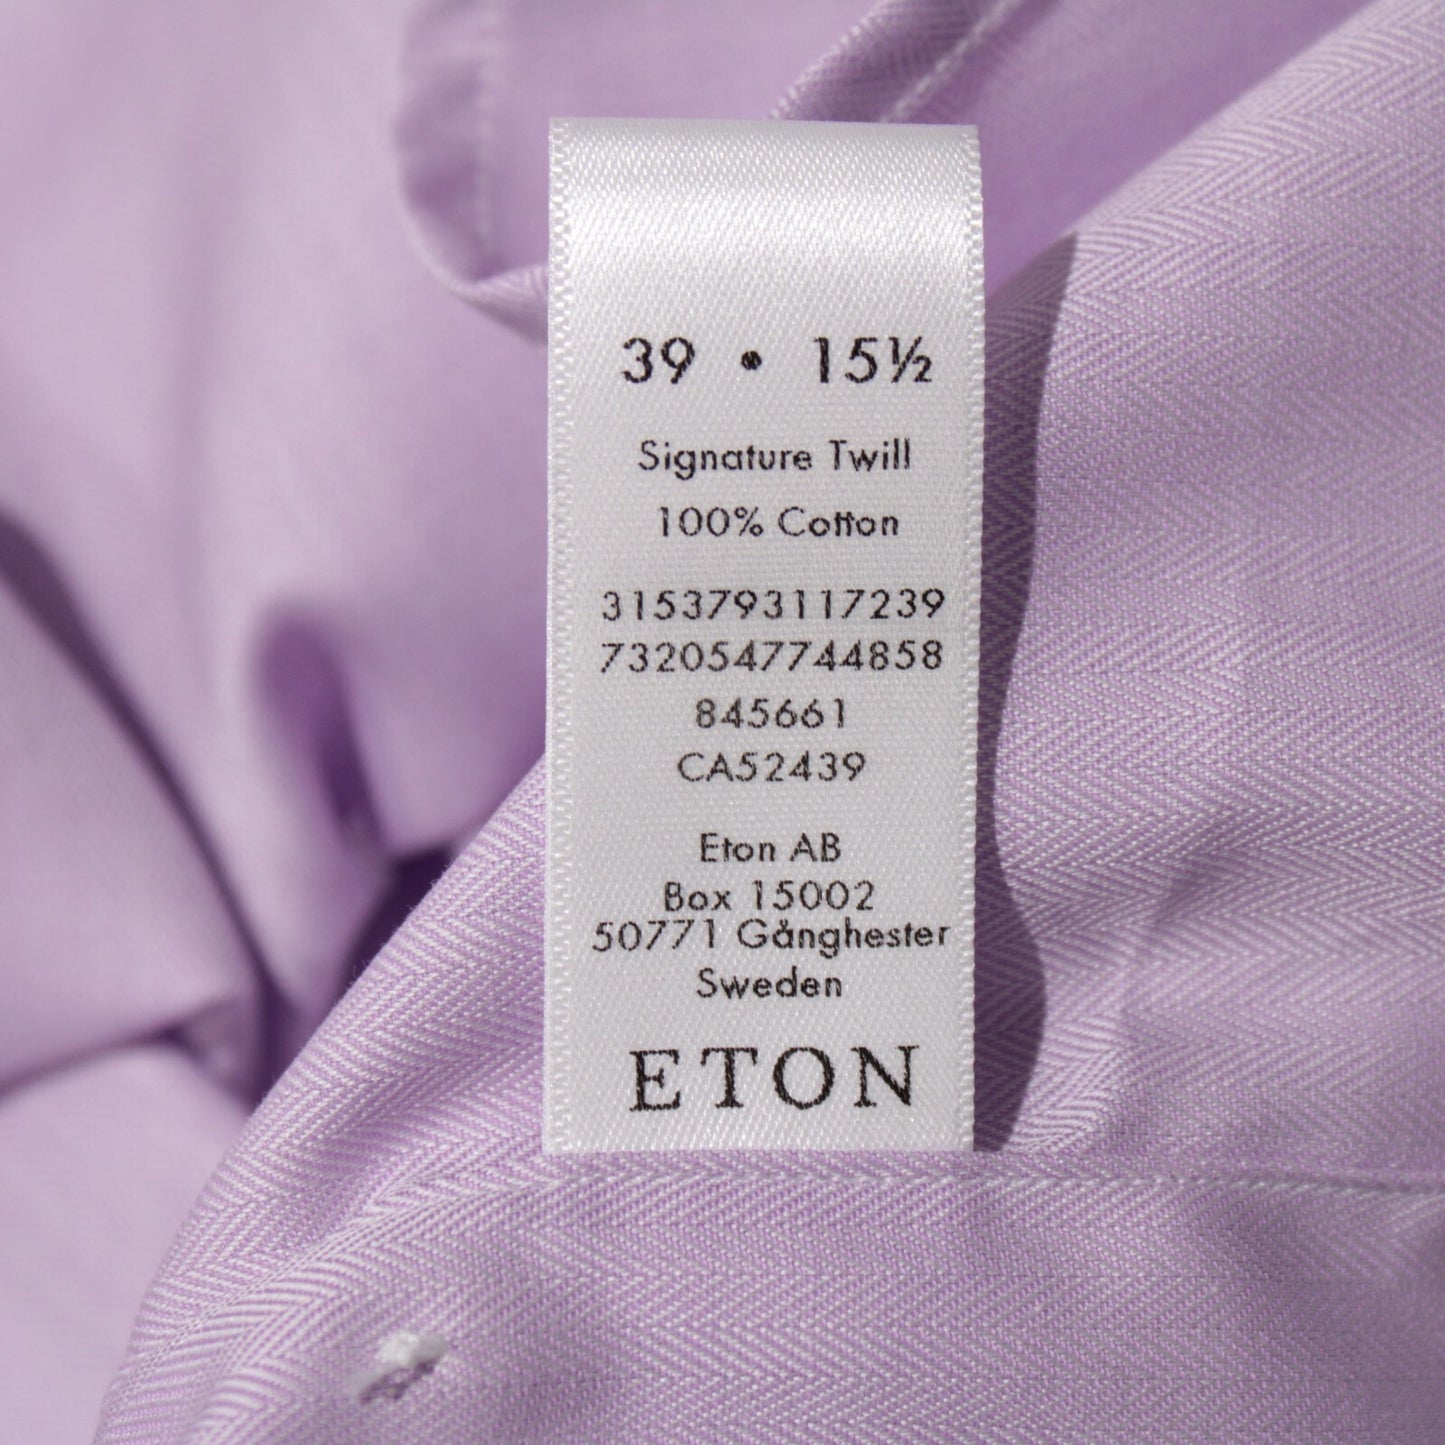 39 • 15½
Signature Twill
100% Cotton
3153793117239
7320547744858
845661
CA52439
Eton AB
Box 15002
50771 Gånghester
Sweden
ETON